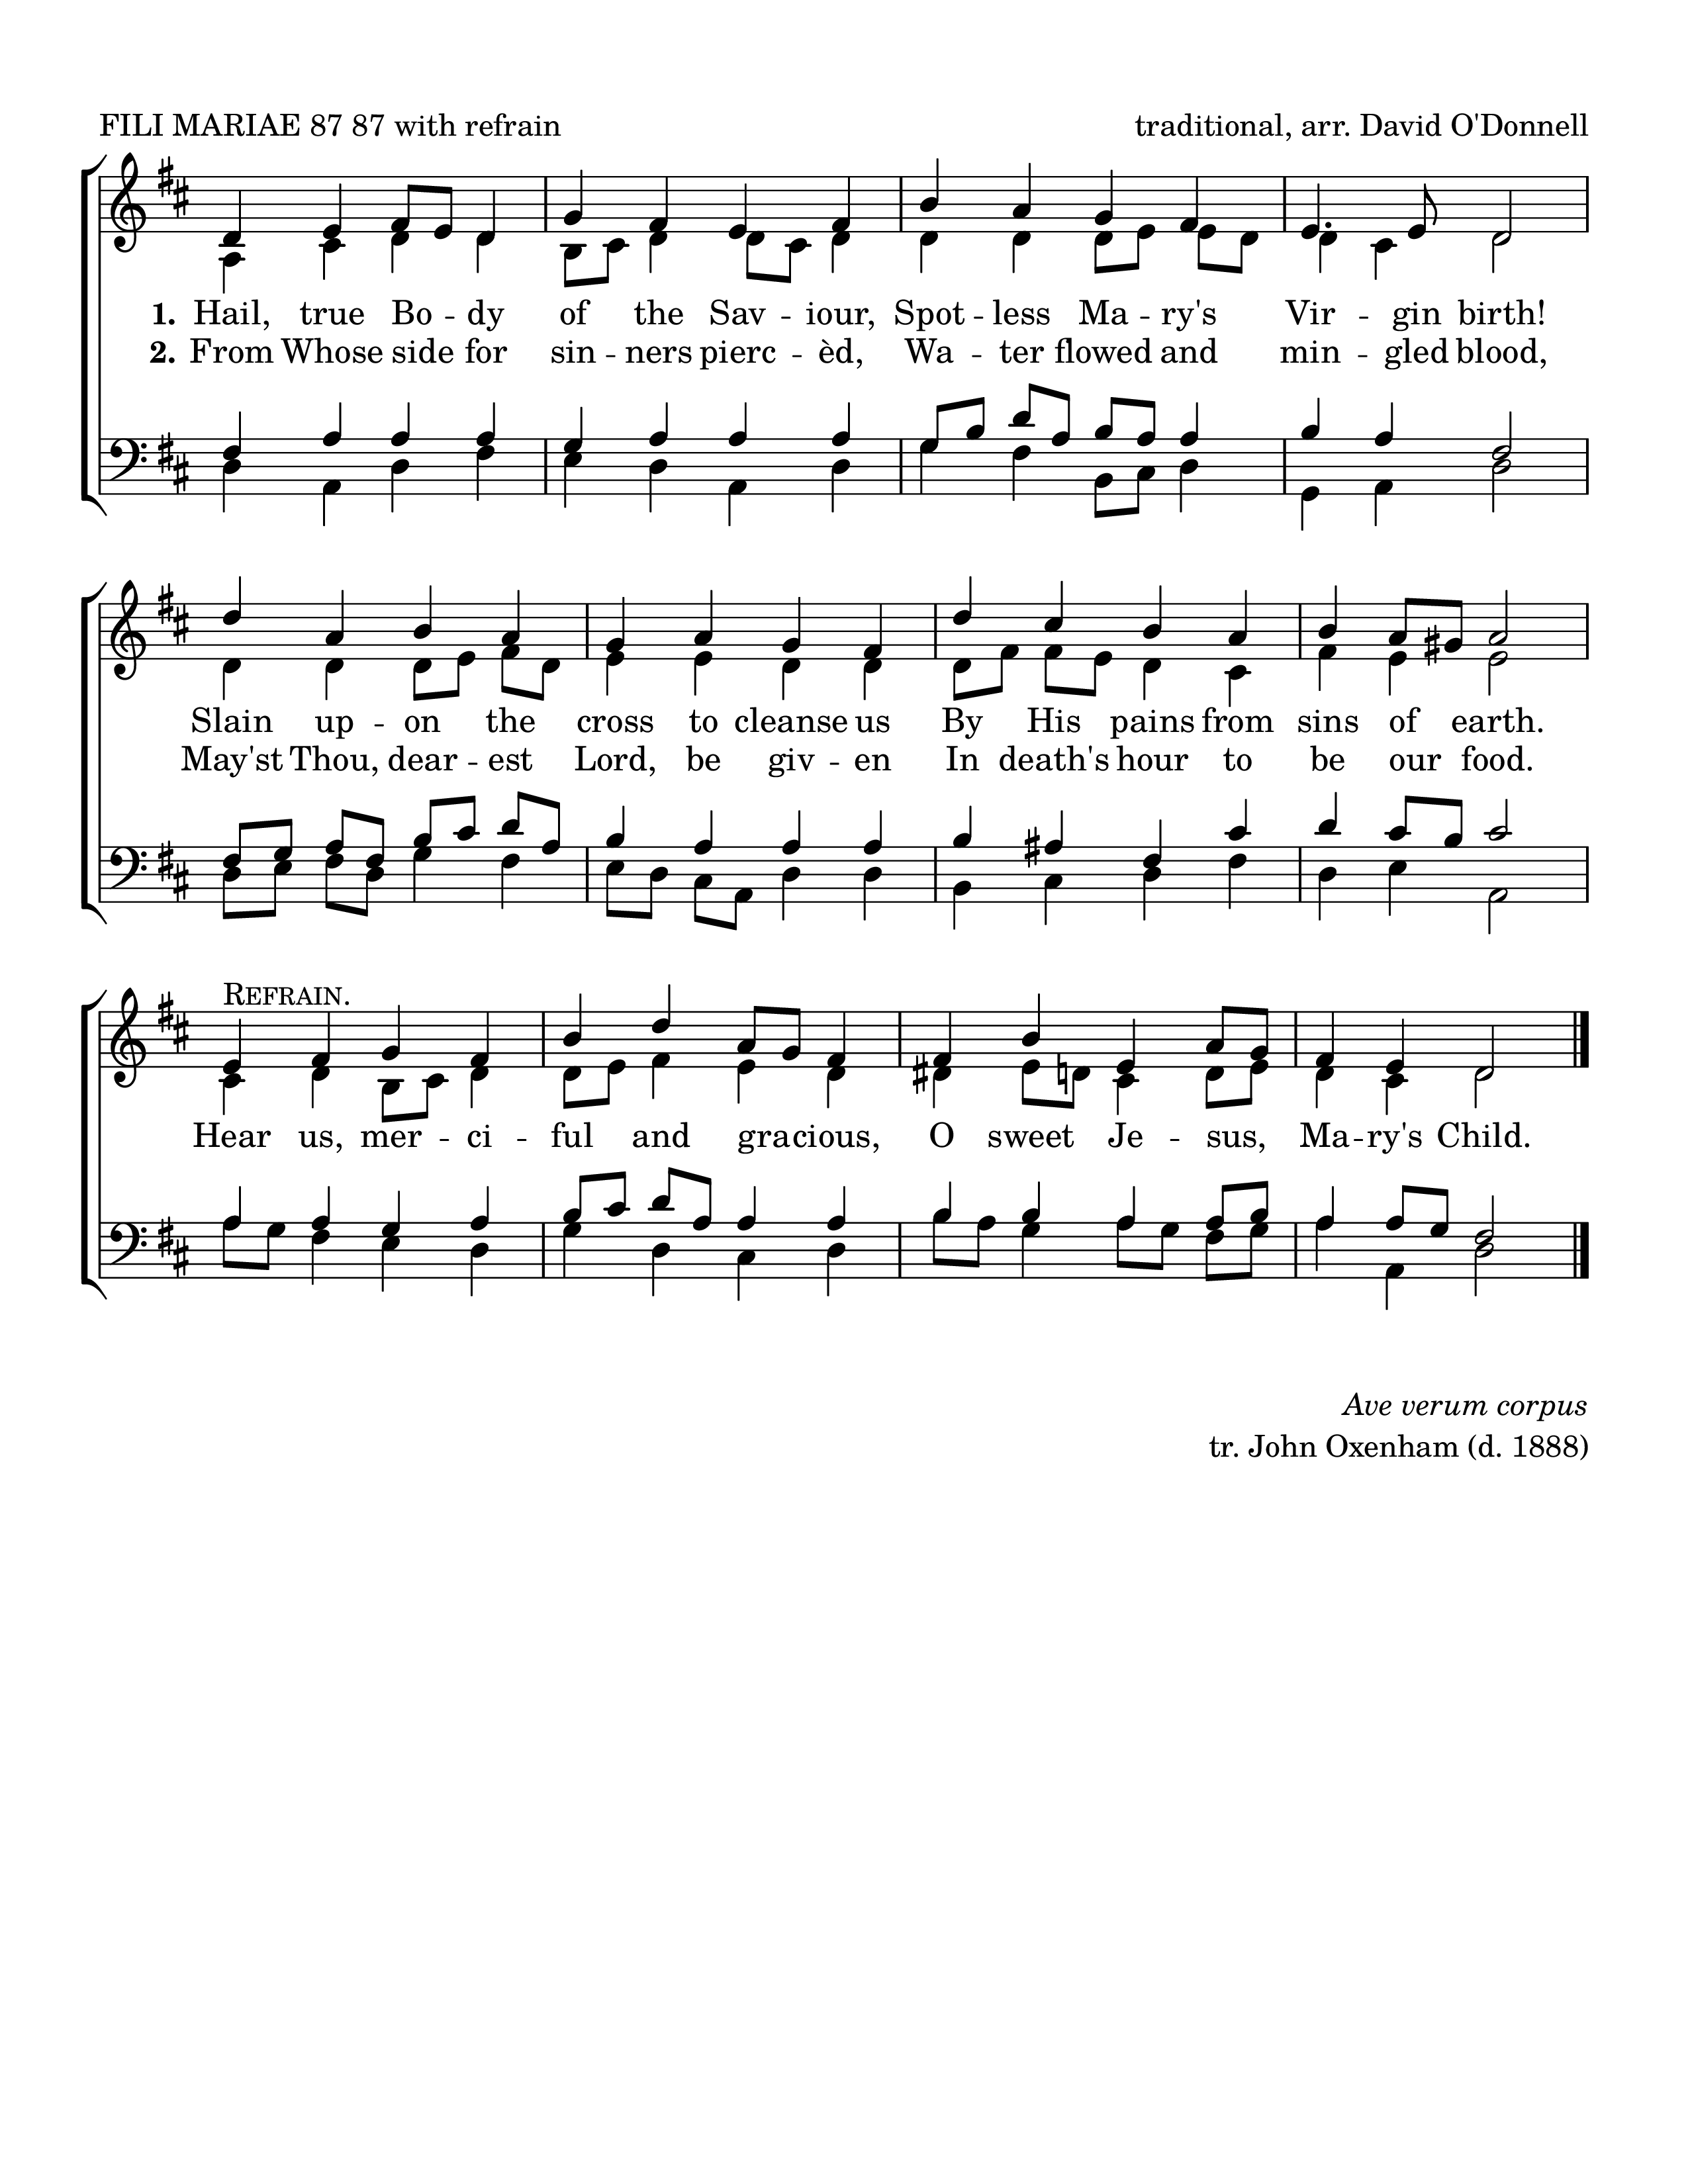 FILI MARIAE 87 87 with refrain
traditional, arr. David O'Donnell
1. Hail, true Bo - dy of the Sav - iour, Spot - less Ma - ry's Vir - gin birth!
2. From Whose side for sin - ners pierc - èd, Wa - ter flowed and min - gled blood,
Slain up - on the cross to cleanse us By His pains from sins of earth.
May'st Thou, dear - est Lord, be giv - en In death's hour to be our food.
REFRAIN.
Hear us, mer - ci - ful and gracious, O sweet Je - sus, Ma - ry's Child.
Ave verum corpus
tr. John Oxenham (d. 1888)